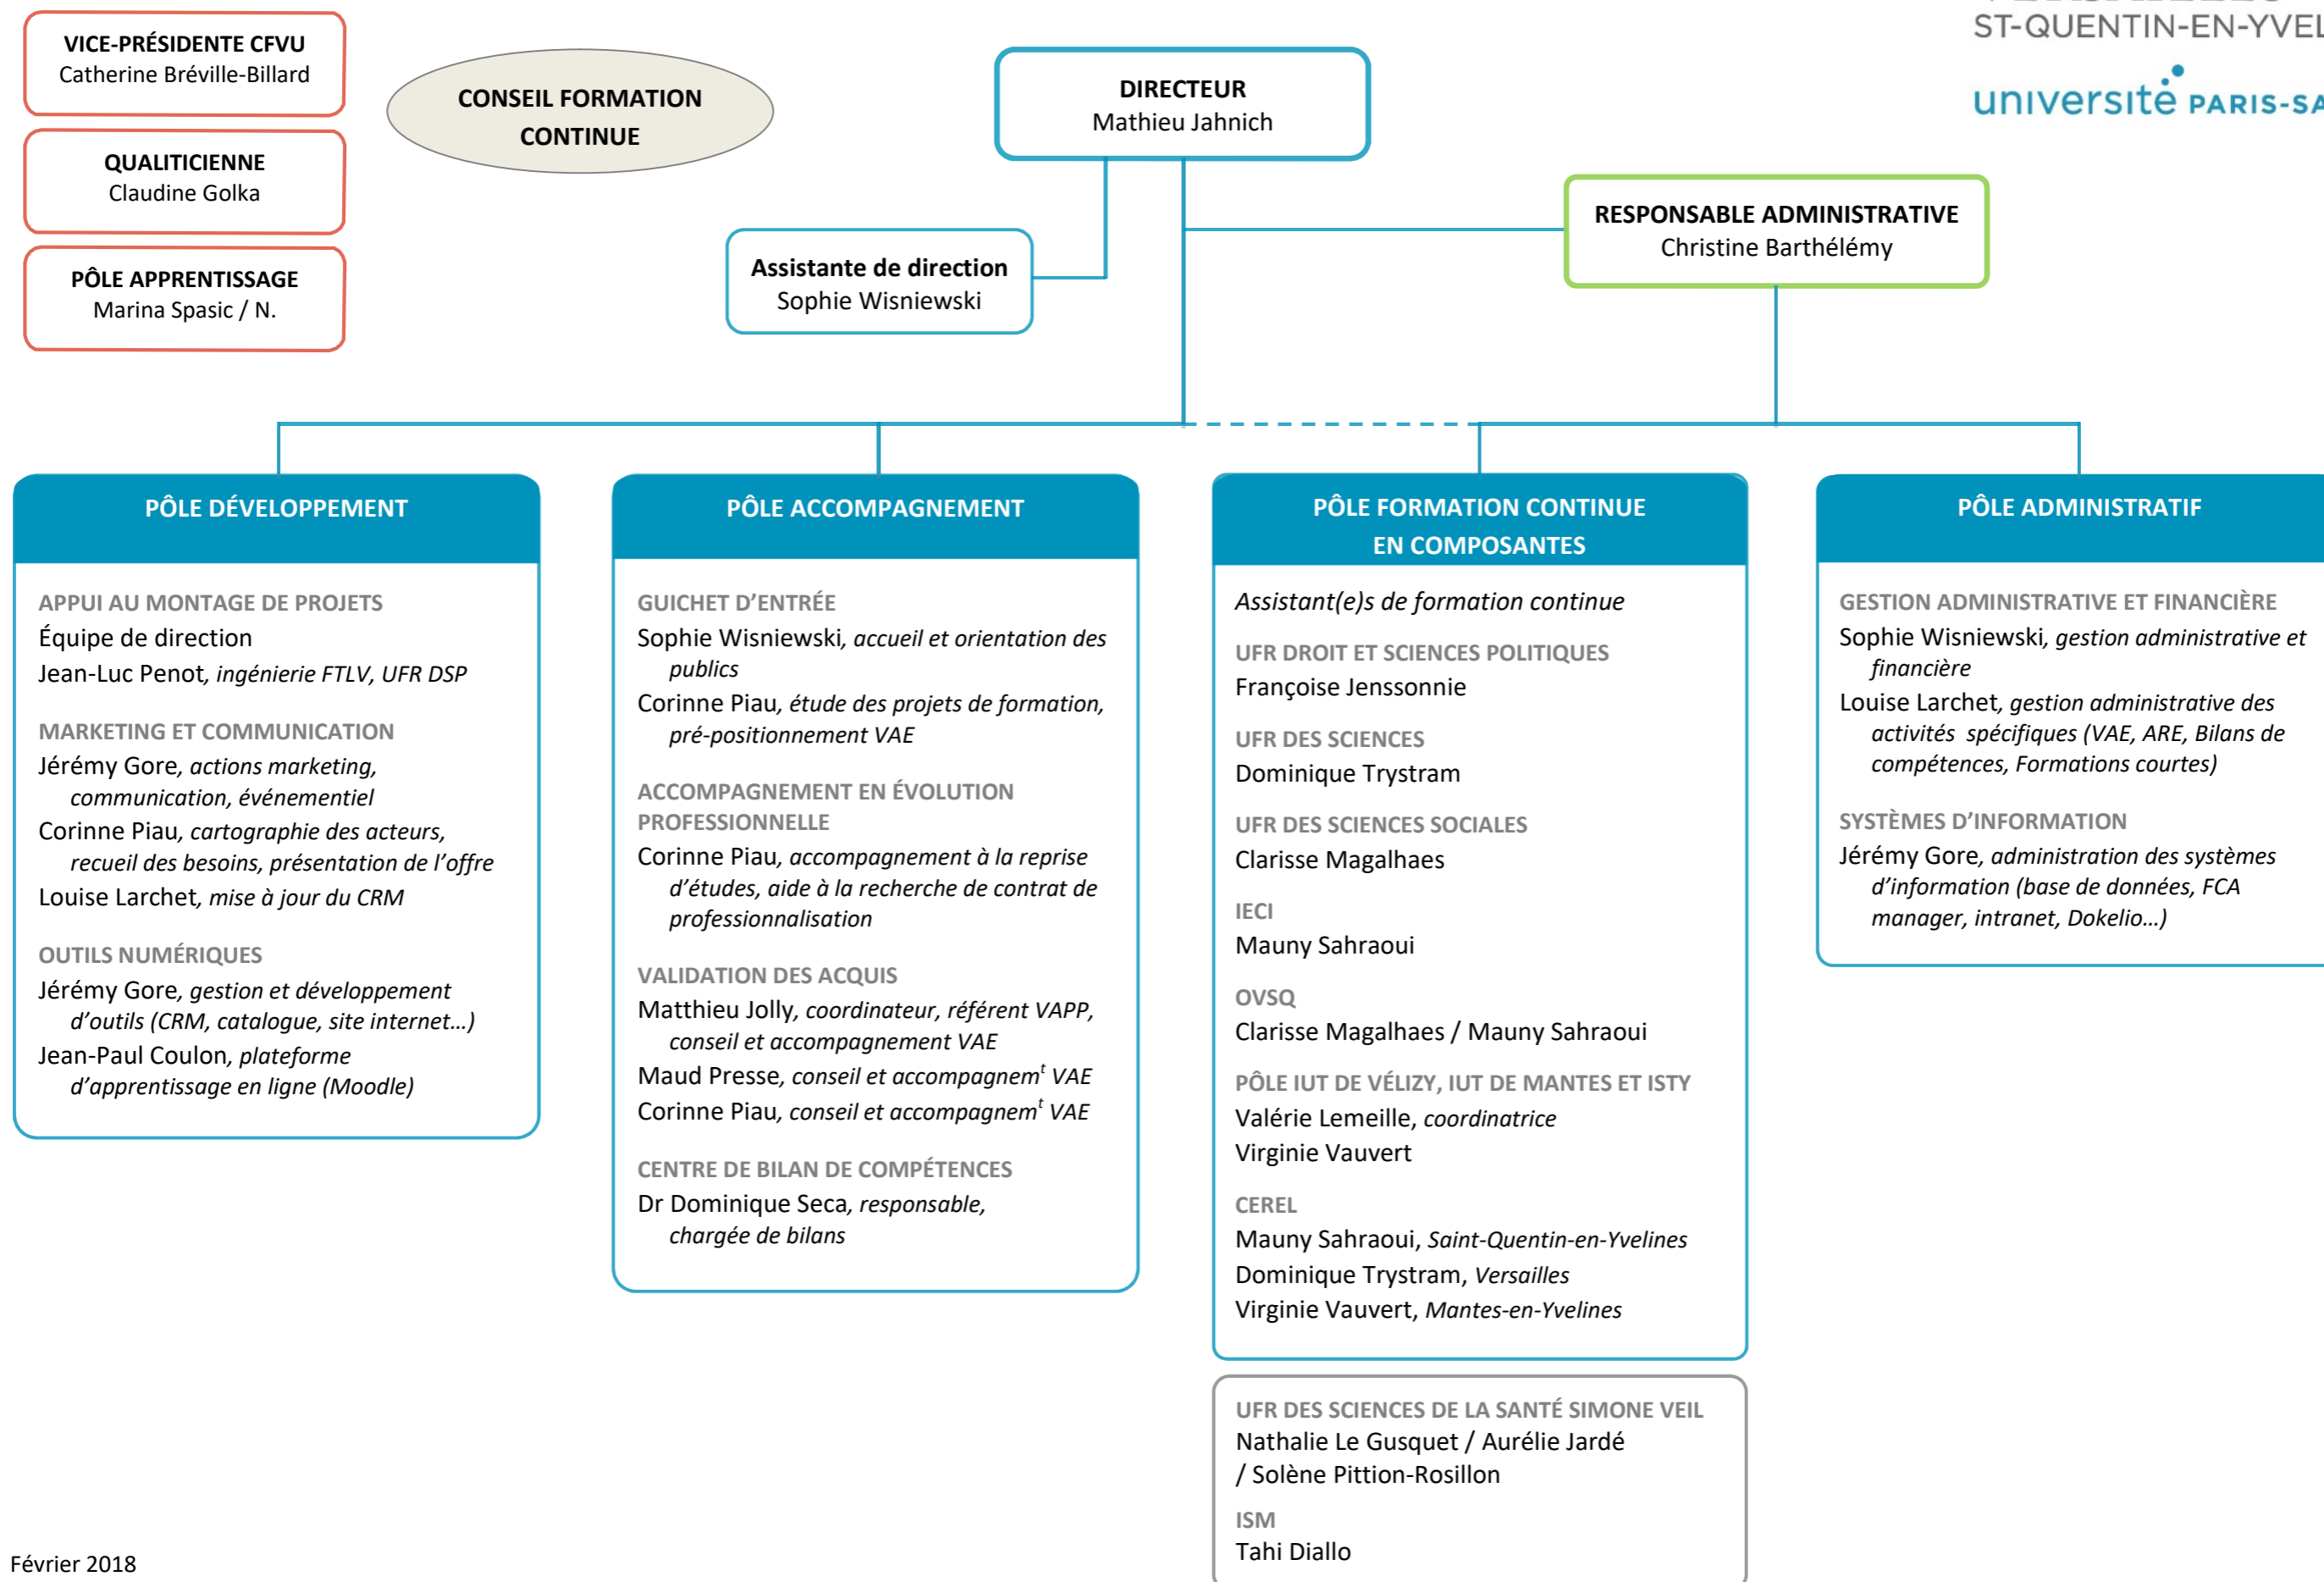 VICE-PRÉSIDENTE CFVU
Catherine Bréville-Billard
QUALITICIENNE
Claudine Golka
PÔLE APPRENTISSAGE
Marina Spasic / N.
CONSEIL FORMATION
CONTINUE
DIRECTEUR
Mathieu Jahnich
ST-QUENTIN-EN-YVEL
université PARIS-SA
Assistante de direction
Sophie Wisniewski
RESPONSABLE ADMINISTRATIVE
Christine Barthélémy
PÔLE DÉVELOPPEMENT
APPUI AU MONTAGE DE PROJETS
Équipe de direction
Jean-Luc Penot, ingénierie FTLV, UFR DSP
MARKETING ET COMMUNICATION
Jérémy Gore, actions marketing,
communication, événementiel
Corinne Piau, cartographie des acteurs,
recueil des besoins, présentation de l’offre
Louise Larchet, mise à jour du CRM
OUTILS NUMÉRIQUES
Jérémy Gore, gestion et développement
d’outils (CRM, catalogue, site internet…)
Jean-Paul Coulon, plateforme
d’apprentissage en ligne (Moodle)
PÔLE ACCOMPAGNEMENT
GUICHET D’ENTRÉE
Sophie Wisniewski, accueil et orientation des
publics
Corinne Piau, étude des projets de formation,
pré-positionnement VAE
ACCOMPAGNEMENT EN ÉVOLUTION
PROFESSIONNELLE
Corinne Piau, accompagnement à la reprise
d’études, aide à la recherche de contrat de
professionnalisation
VALIDATION DES ACQUIS
Matthieu Jolly, coordinateur, référent VAPP,
conseil et accompagnement VAE
Maud Presse, conseil et accompagnemᵗ VAE
Corinne Piau, conseil et accompagnemᵗ VAE
CENTRE DE BILAN DE COMPÉTENCES
Dr Dominique Seca, responsable,
chargée de bilans
PÔLE FORMATION CONTINUE
EN COMPOSANTES
Assistant(e)s de formation continue
UFR DROIT ET SCIENCES POLITIQUES
Françoise Jenssonnie
UFR DES SCIENCES
Dominique Trystram
UFR DES SCIENCES SOCIALES
Clarisse Magalhaes
IECI
Mauny Sahraoui
OVSQ
Clarisse Magalhaes / Mauny Sahraoui
PÔLE IUT DE VÉLIZY, IUT DE MANTES ET ISTY
Valérie Lemeille, coordinatrice
Virginie Vauvert
CEREL
Mauny Sahraoui, Saint-Quentin-en-Yvelines
Dominique Trystram, Versailles
Virginie Vauvert, Mantes-en-Yvelines
UFR DES SCIENCES DE LA SANTÉ SIMONE VEIL
Nathalie Le Gusquet / Aurélie Jardé
/ Solène Pittion-Rosillon
ISM
Tahi Diallo
PÔLE ADMINISTRATIF
GESTION ADMINISTRATIVE ET FINANCIÈRE
Sophie Wisniewski, gestion administrative et
financière
Louise Larchet, gestion administrative des
activités spécifiques (VAE, ARE, Bilans de
compétences, Formations courtes)
SYSTÈMES D’INFORMATION
Jérémy Gore, administration des systèmes
d’information (base de données, FCA
manager, intranet, Dokelio…)
Février 2018